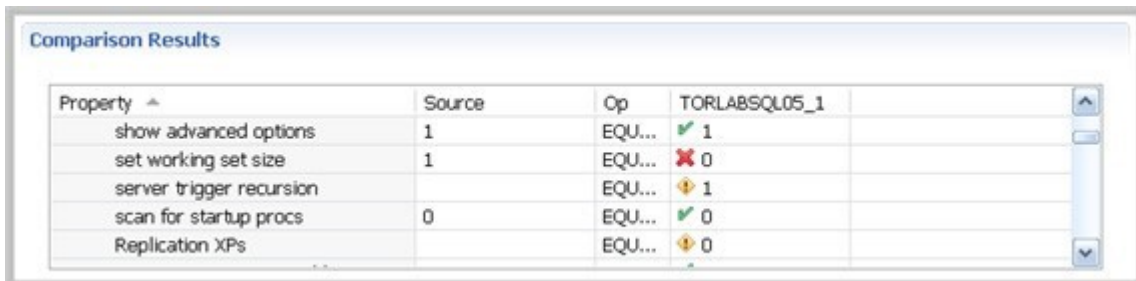 Comparison Results
Property Source Op TORLABSQL05_1
show advanced options 1 EQU... 1
set working set size 1 EQU... 0
server trigger recursion EQU... 1
scan for startup procs 0 EQU... 0
Replication XPs EQU... 0